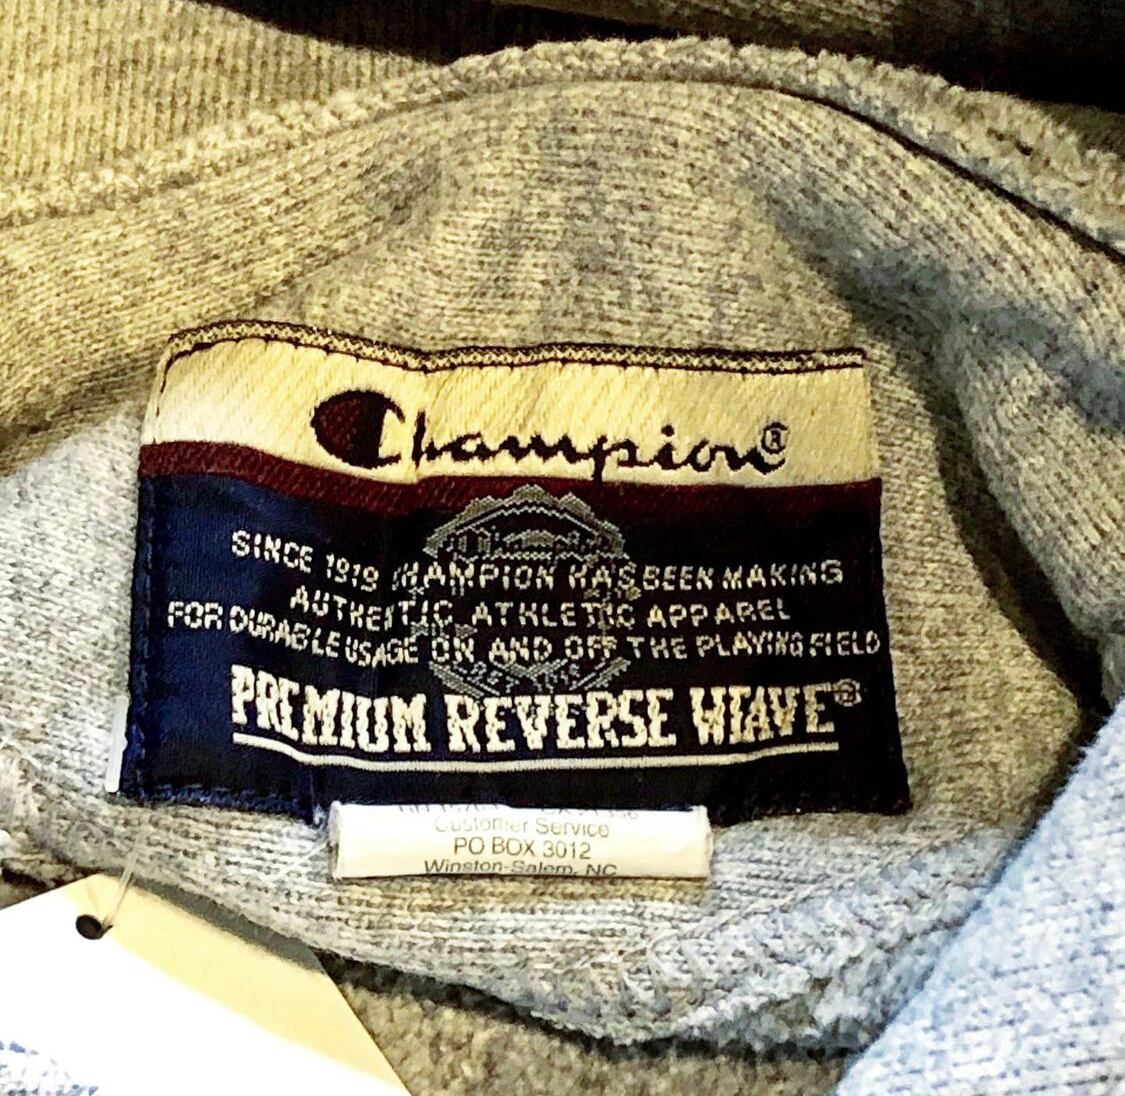 Champion®
SINCE 1919 CHAMPION HAS BEEN MAKING
AUTHENTIC ATHLETIC APPAREL
FOR DURABLE USAGE ON AND OFF THE PLAYING FIELD
PREMIUM REVERSE WEAVE®
Customer Service
PO BOX 3012
Winston-Salem, NC